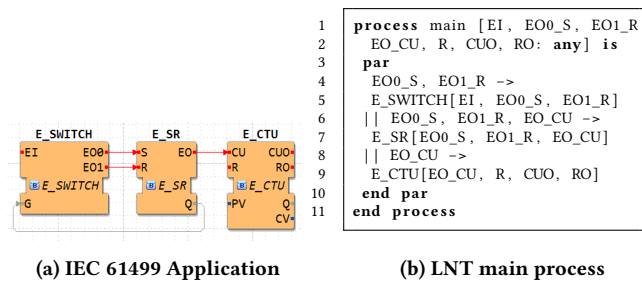 E_SWITCH E_SR E_CTU
EI EO0 S EO CU CUO
EO1 R R RO
E_SWITCH E_SR E_CTU
G Q PV Q
CV
(a) IEC 61499 Application
1 process main [EI, EO0_S, EO1_R
2 EO_CU, R, CUO, RO: any] is
3 par
4 EO0_S, EO1_R ->
5 E_SWITCH[EI, EO0_S, EO1_R]
6 || EO0_S, EO1_R, EO_CU ->
7 E_SR[EO0_S, EO1_R, EO_CU]
8 || EO_CU ->
9 E_CTU[EO_CU, R, CUO, RO]
10 end par
11 end process
(b) LNT main process